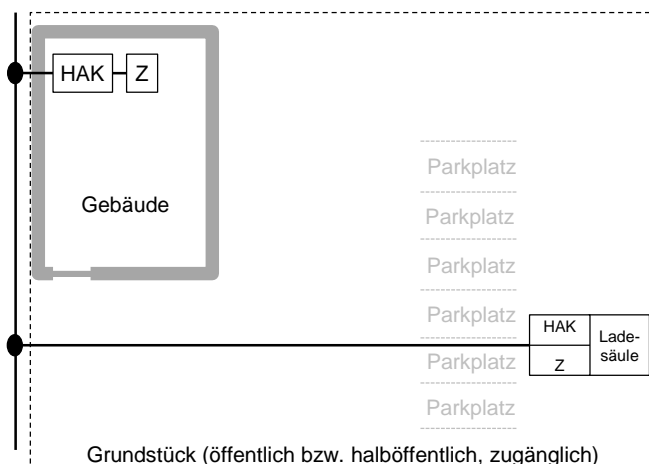 HAK
Z
Gebäude
Parkplatz
Parkplatz
Parkplatz
Parkplatz
Parkplatz
Parkplatz
HAK
Z
Lade-
säule
Grundstück (öffentlich bzw. halböffentlich, zugänglich)